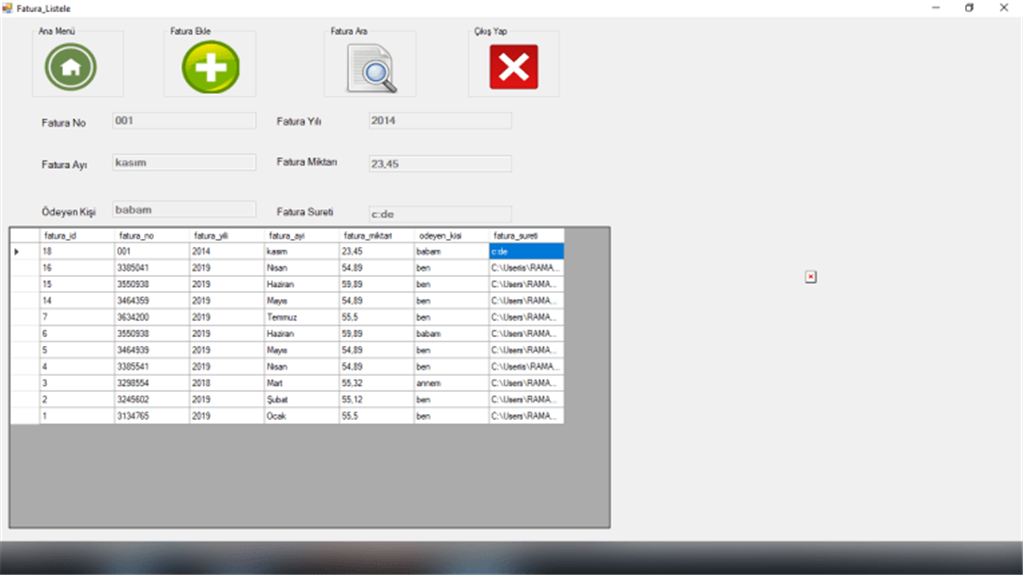 Fatura_Listele
Ana Menü Fatura Ekle Fatura Ara Çıkış Yap
Fatura No 001 Fatura Yılı 2014
Fatura Ayı kasım Fatura Miktarı 23,45
Ödeyen Kişi babam Fatura Sureti c:de
fatura_id fatura_no fatura_yili fatura_ayi fatura_miktari odeyen_kisi fatura_sureti
18 001 2014 kasım 23,45 babam c:de
16 3385041 2019 Nisan 54,89 ben C:\Useris\RAMA...
15 3550938 2019 Haziran 59,89 ben C:\Users\RAMA...
14 3464359 2019 Mayıs 54,89 ben C:\Users\RAMA...
7 3634200 2019 Temmuz 55,5 ben C:\Users\RAMA...
6 3550938 2019 Haziran 59,89 babam C:\Users\RAMA...
5 3464939 2019 Mayıs 54,89 ben C:\Users\RAMA...
4 3385541 2019 Nisan 54,89 ben C:\Useris\RAMA...
3 3298554 2018 Mart 55,32 annem C:\Users\RAMA...
2 3245602 2019 Şubat 55,12 ben C:\Users\RAMA...
1 3134765 2019 Ocak 55,5 ben C:\Users\RAMA...